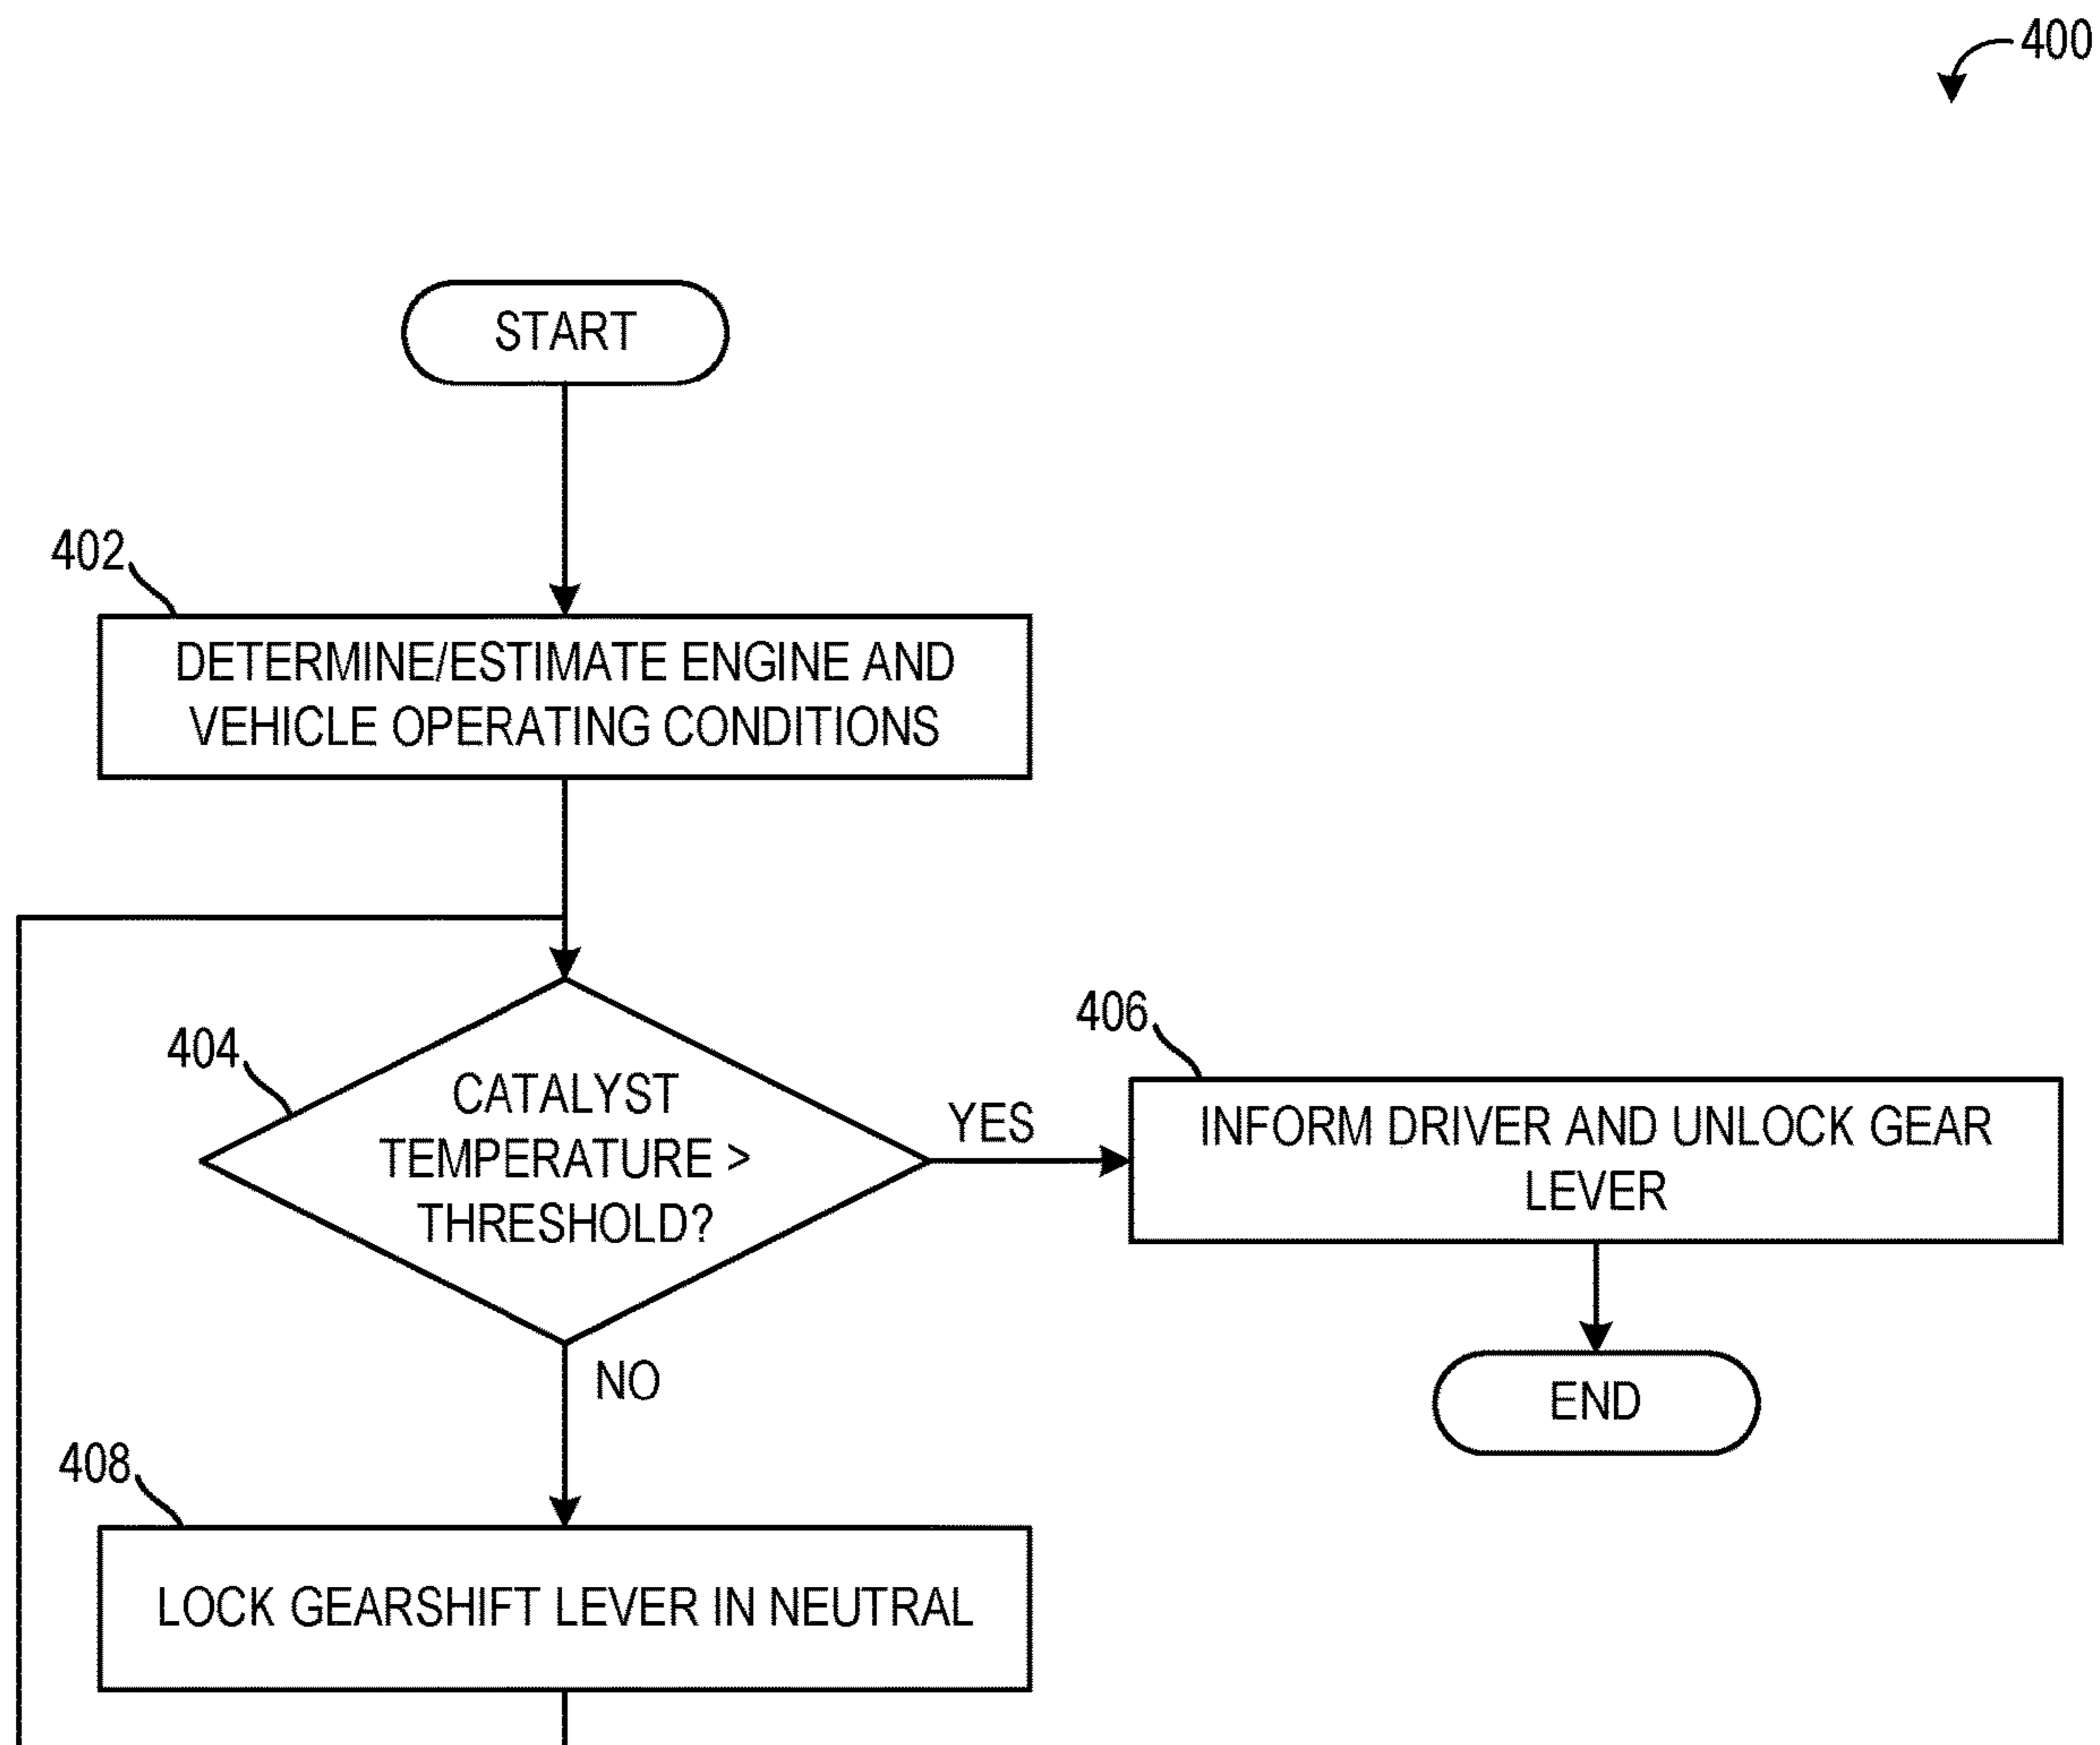 400
START
402
DETERMINE/ESTIMATE ENGINE AND
VEHICLE OPERATING CONDITIONS
404
CATALYST
TEMPERATURE >
THRESHOLD?
YES
406
INFORM DRIVER AND UNLOCK GEAR
LEVER
END
NO
408
LOCK GEARSHIFT LEVER IN NEUTRAL